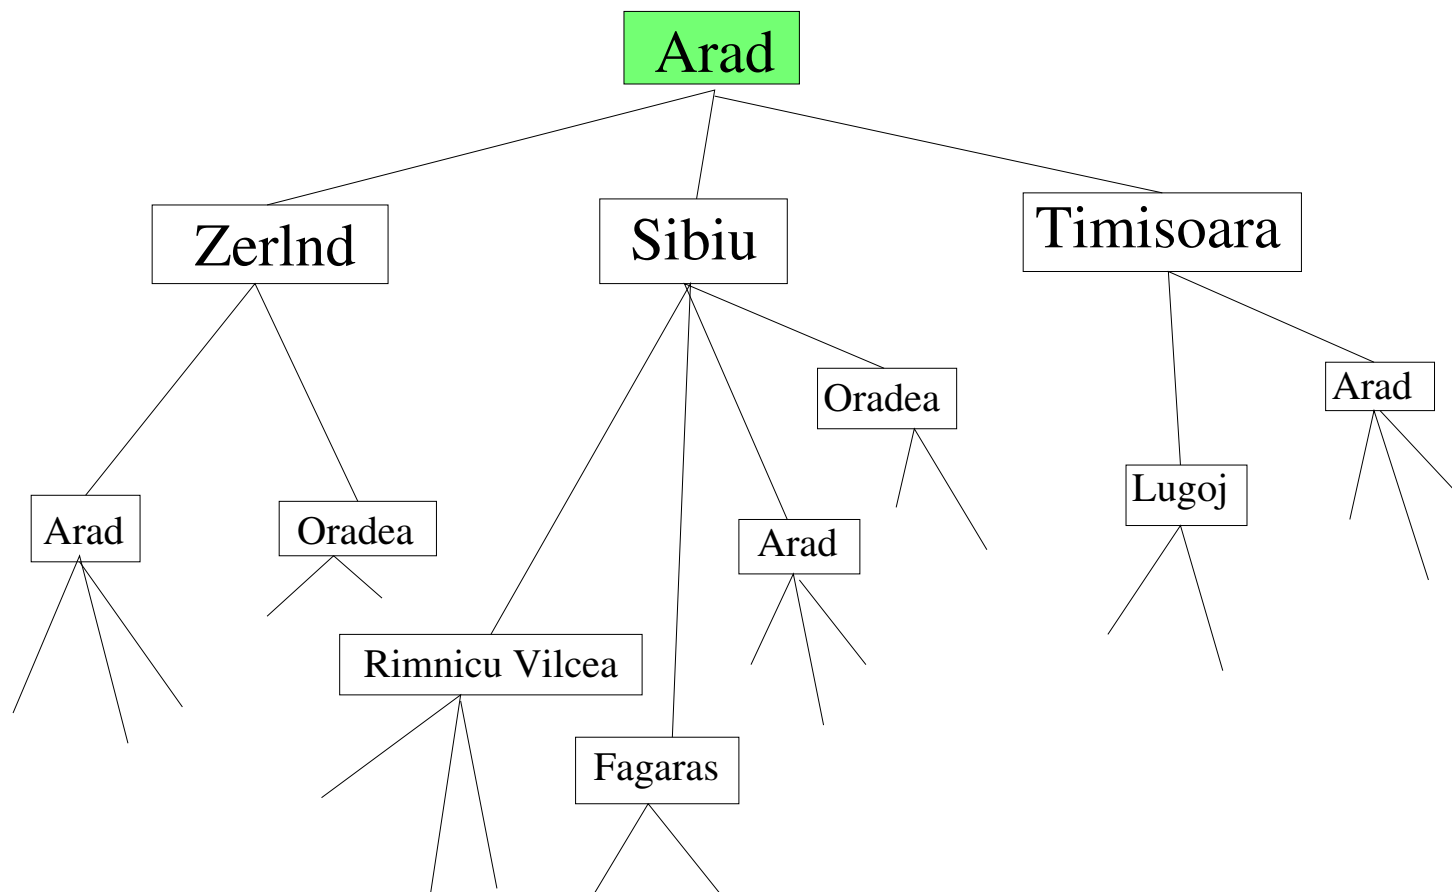 Arad
Zerlnd
Sibiu
Timisoara
Oradea
Arad
Lugoj
Arad
Oradea
Arad
Rimnicu Vilcea
Fagaras